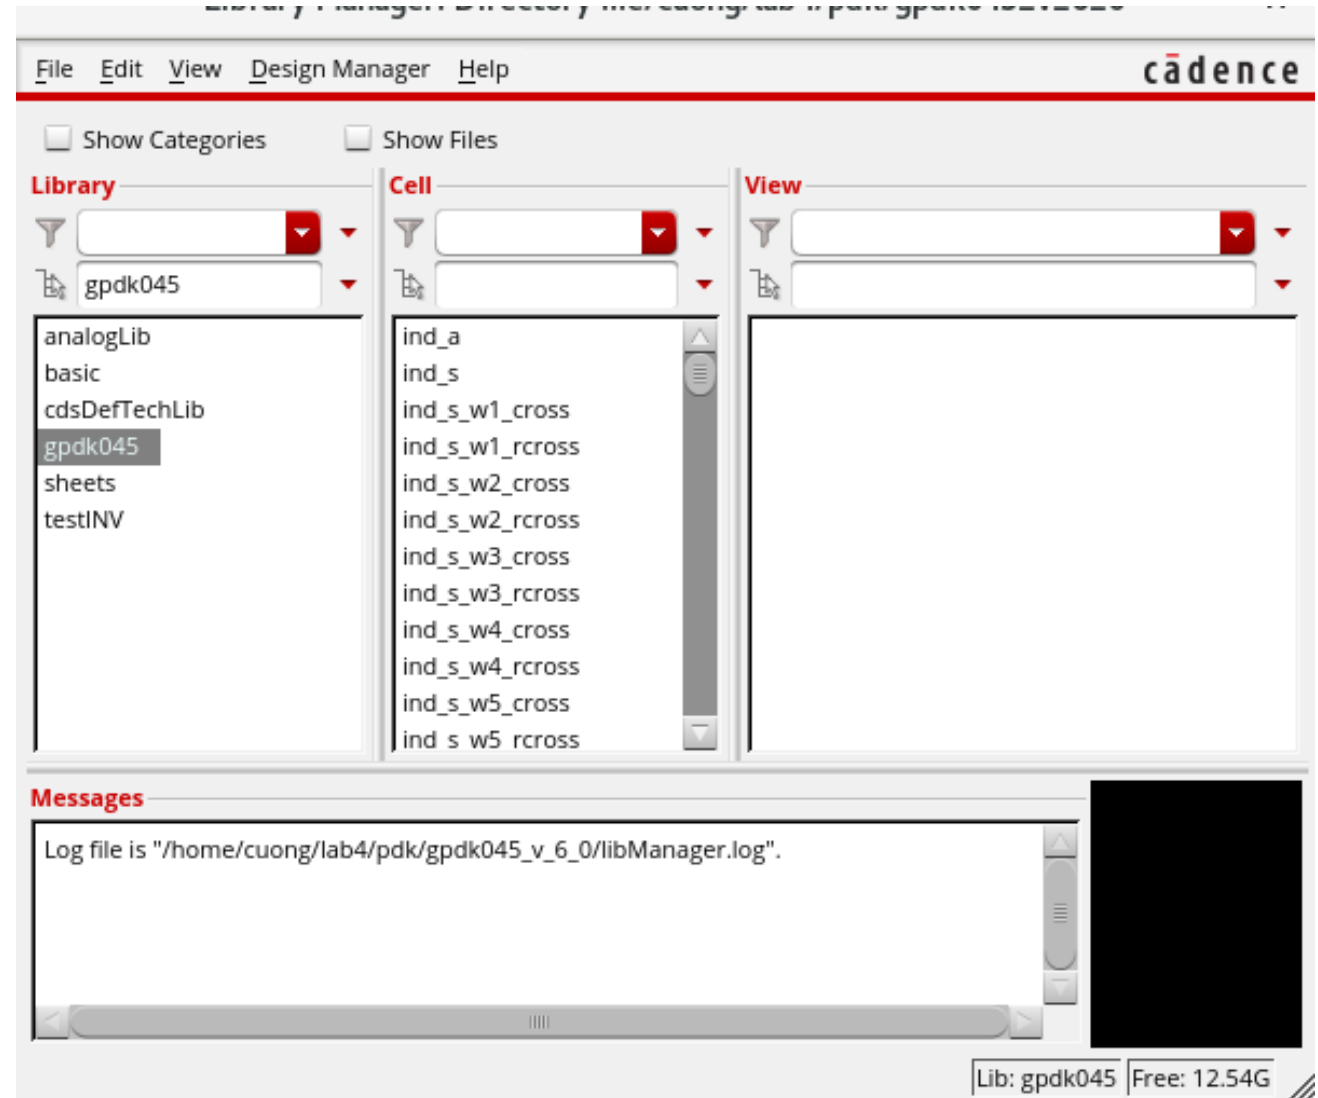 File Edit View Design Manager Help cādence
Show Categories Show Files
Library Cell View
gpdk045
analogLib
basic
cdsDefTechLib
gpdk045
sheets
testINV
ind_a
ind_s
ind_s_w1_cross
ind_s_w1_rcross
ind_s_w2_cross
ind_s_w2_rcross
ind_s_w3_cross
ind_s_w3_rcross
ind_s_w4_cross
ind_s_w4_rcross
ind_s_w5_cross
ind_s_w5_rcross
Messages
Log file is "/home/cuong/lab4/pdk/gpdk045_v_6_0/libManager.log".
Lib: gpdk045 Free: 12.54G